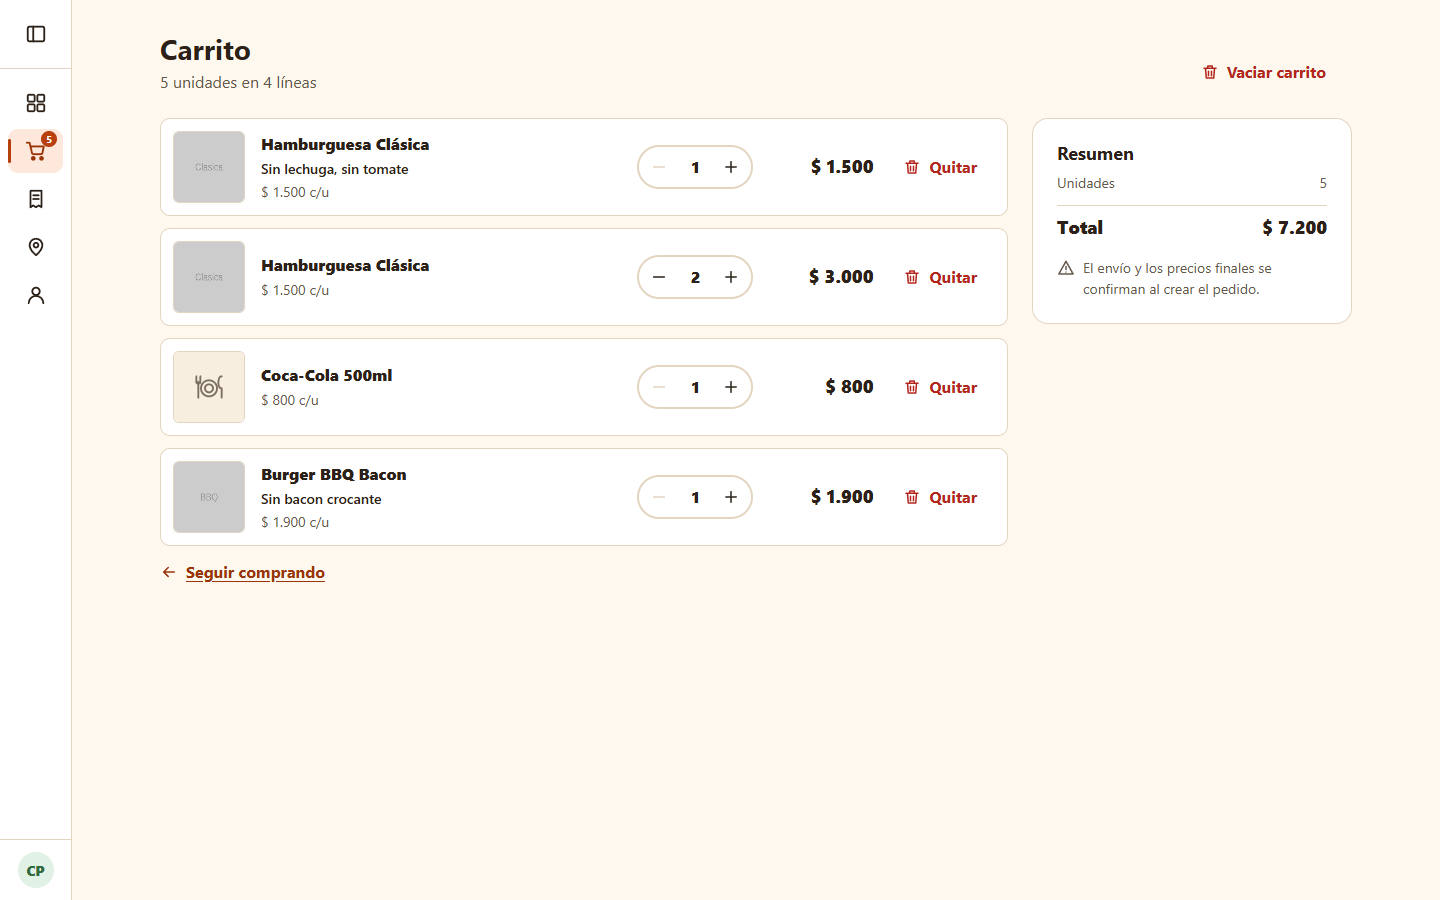 Carrito
5 unidades en 4 líneas
Vaciar carrito
5
Clasica
Hamburguesa Clásica
Sin lechuga, sin tomate
$ 1.500 c/u
1
$ 1.500
Quitar
Clasica
Hamburguesa Clásica
$ 1.500 c/u
2
$ 3.000
Quitar
Coca-Cola 500ml
$ 800 c/u
1
$ 800
Quitar
BBQ
Burger BBQ Bacon
Sin bacon crocante
$ 1.900 c/u
1
$ 1.900
Quitar
Seguir comprando
Resumen
Unidades 5
Total $ 7.200
El envío y los precios finales se
confirman al crear el pedido.
CP